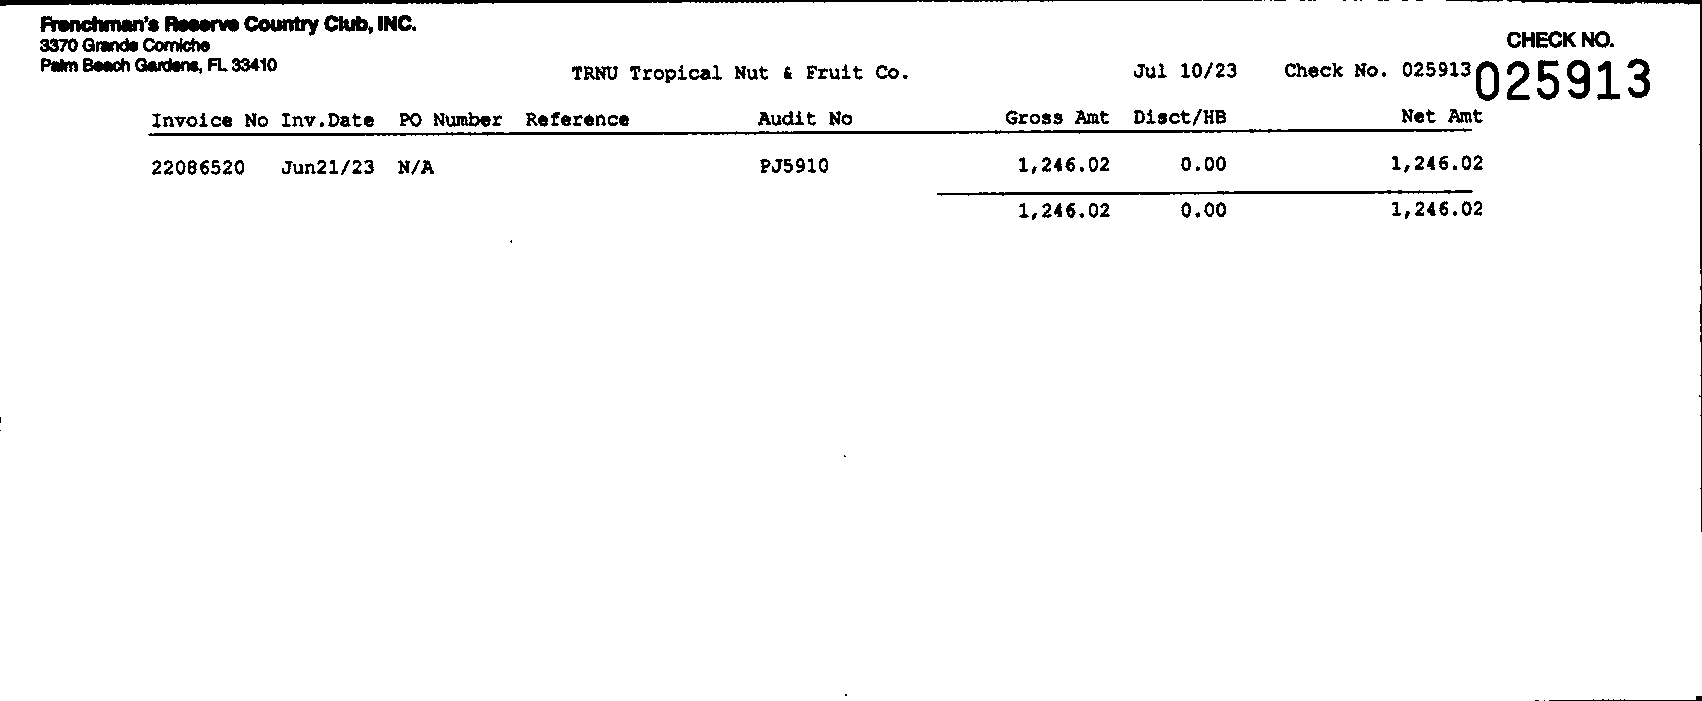 Frenchman's Reserve Country Club, INC.
3370 Grande Corniche
Palm Beach Gardens, FL 33410
CHECK NO.
TRNU Tropical Nut & Fruit Co. Jul 10/23 Check No. 025913 025913
Invoice No Inv.Date PO Number Reference Audit No Gross Amt Disct/HB Net Amt
22086520 Jun21/23 N/A PJ5910 1,246.02 0.00 1,246.02
1,246.02 0.00 1,246.02